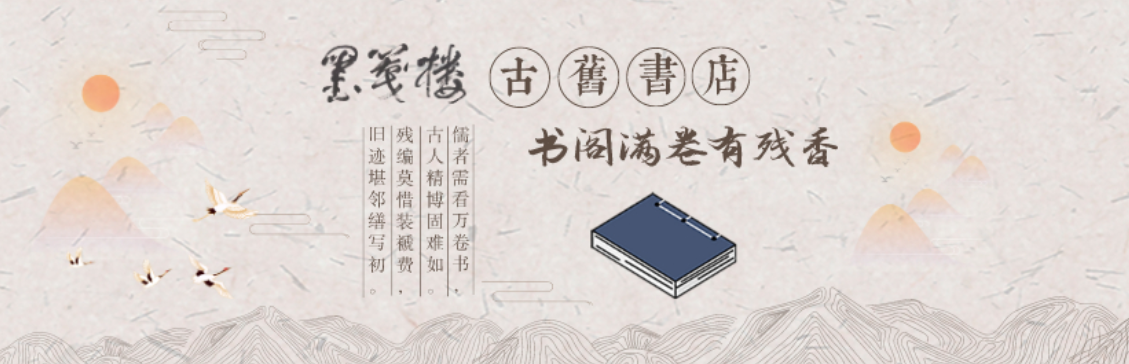 墨笺楼 古舊書店
书阁满卷有残香
儒者需看万卷书，
古人精博固难如。
残编莫惜装褫费，
旧迹堪邻缮写初。